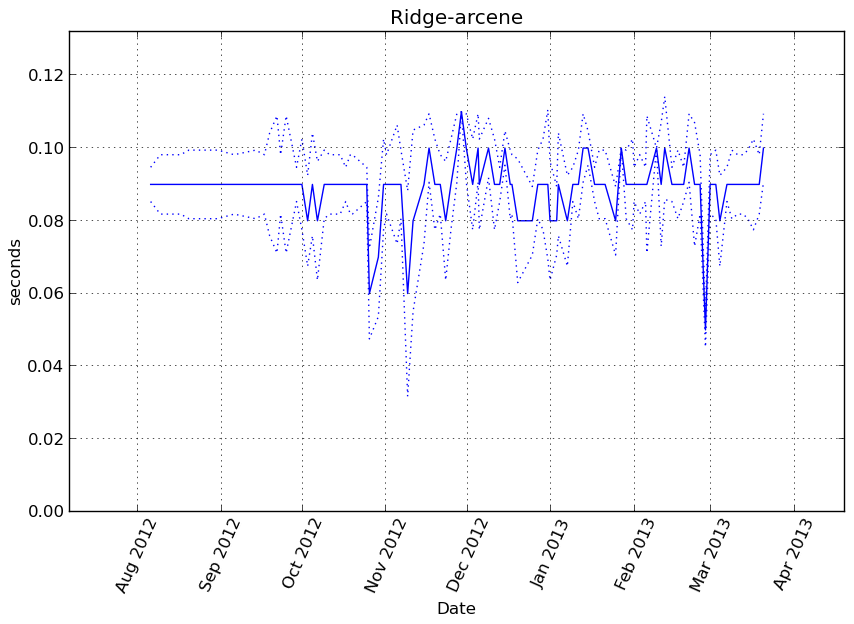 Ridge-arcene
0.12
0.10
0.08
0.06
0.04
0.02
0.00
seconds
Aug 2012
Sep 2012
Oct 2012
Nov 2012
Dec 2012
Jan 2013
Feb 2013
Mar 2013
Apr 2013
Date